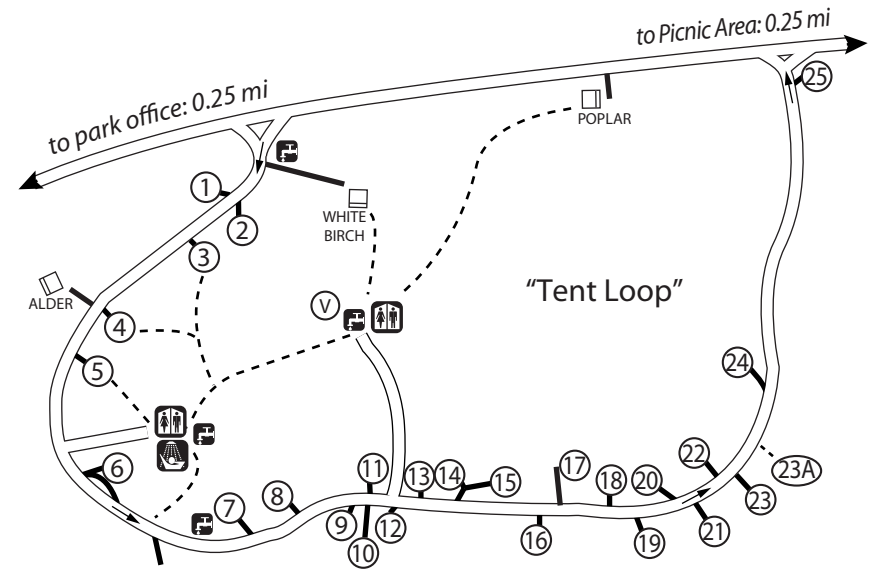 to Picnic Area: 0.25 mi
to park office: 0.25 mi
25
POPLAR
1
2
WHITE
BIRCH
3
ALDER
V
"Tent Loop"
4
5
24
6
7
8
9
10
11
12
13
14
15
16
17
18
19
20
21
22
23
23A